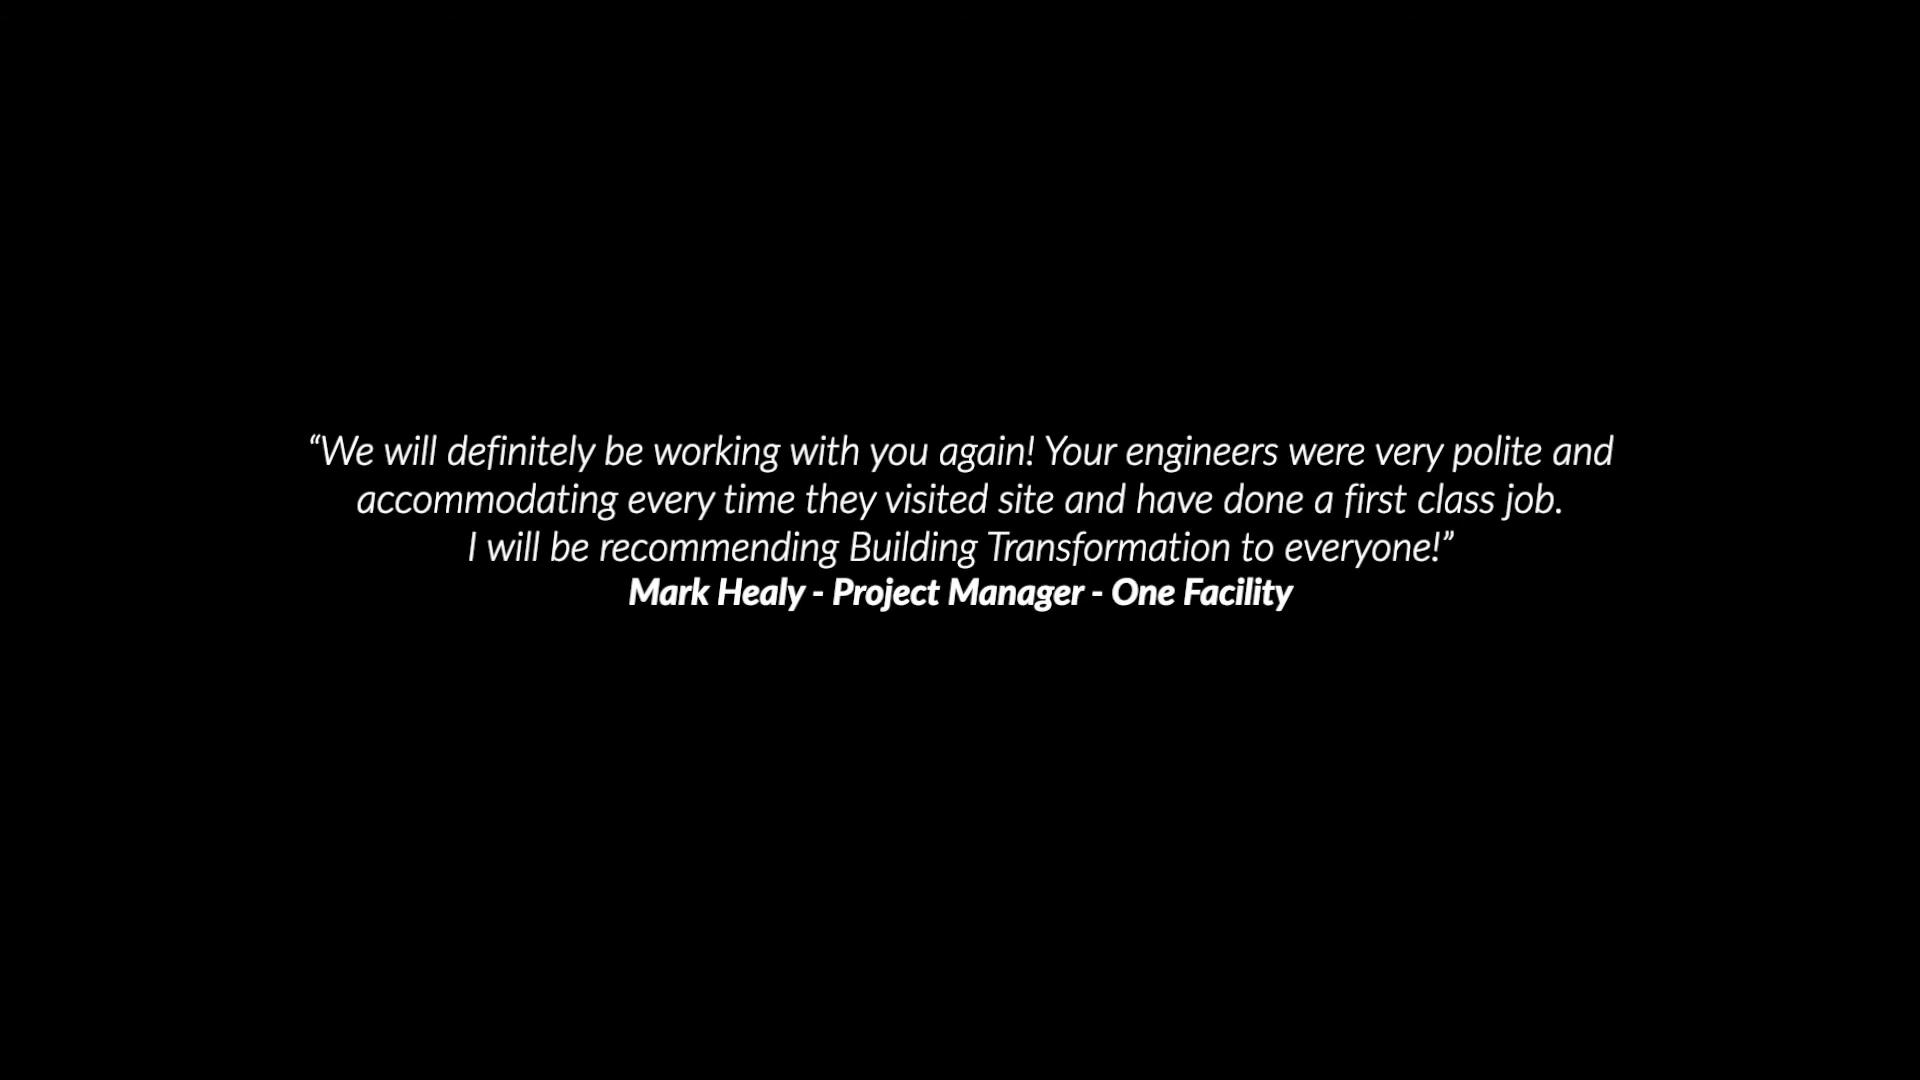 “We will definitely be working with you again! Your engineers were very polite and
accommodating every time they visited site and have done a first class job.
I will be recommending Building Transformation to everyone!”
Mark Healy - Project Manager - One Facility